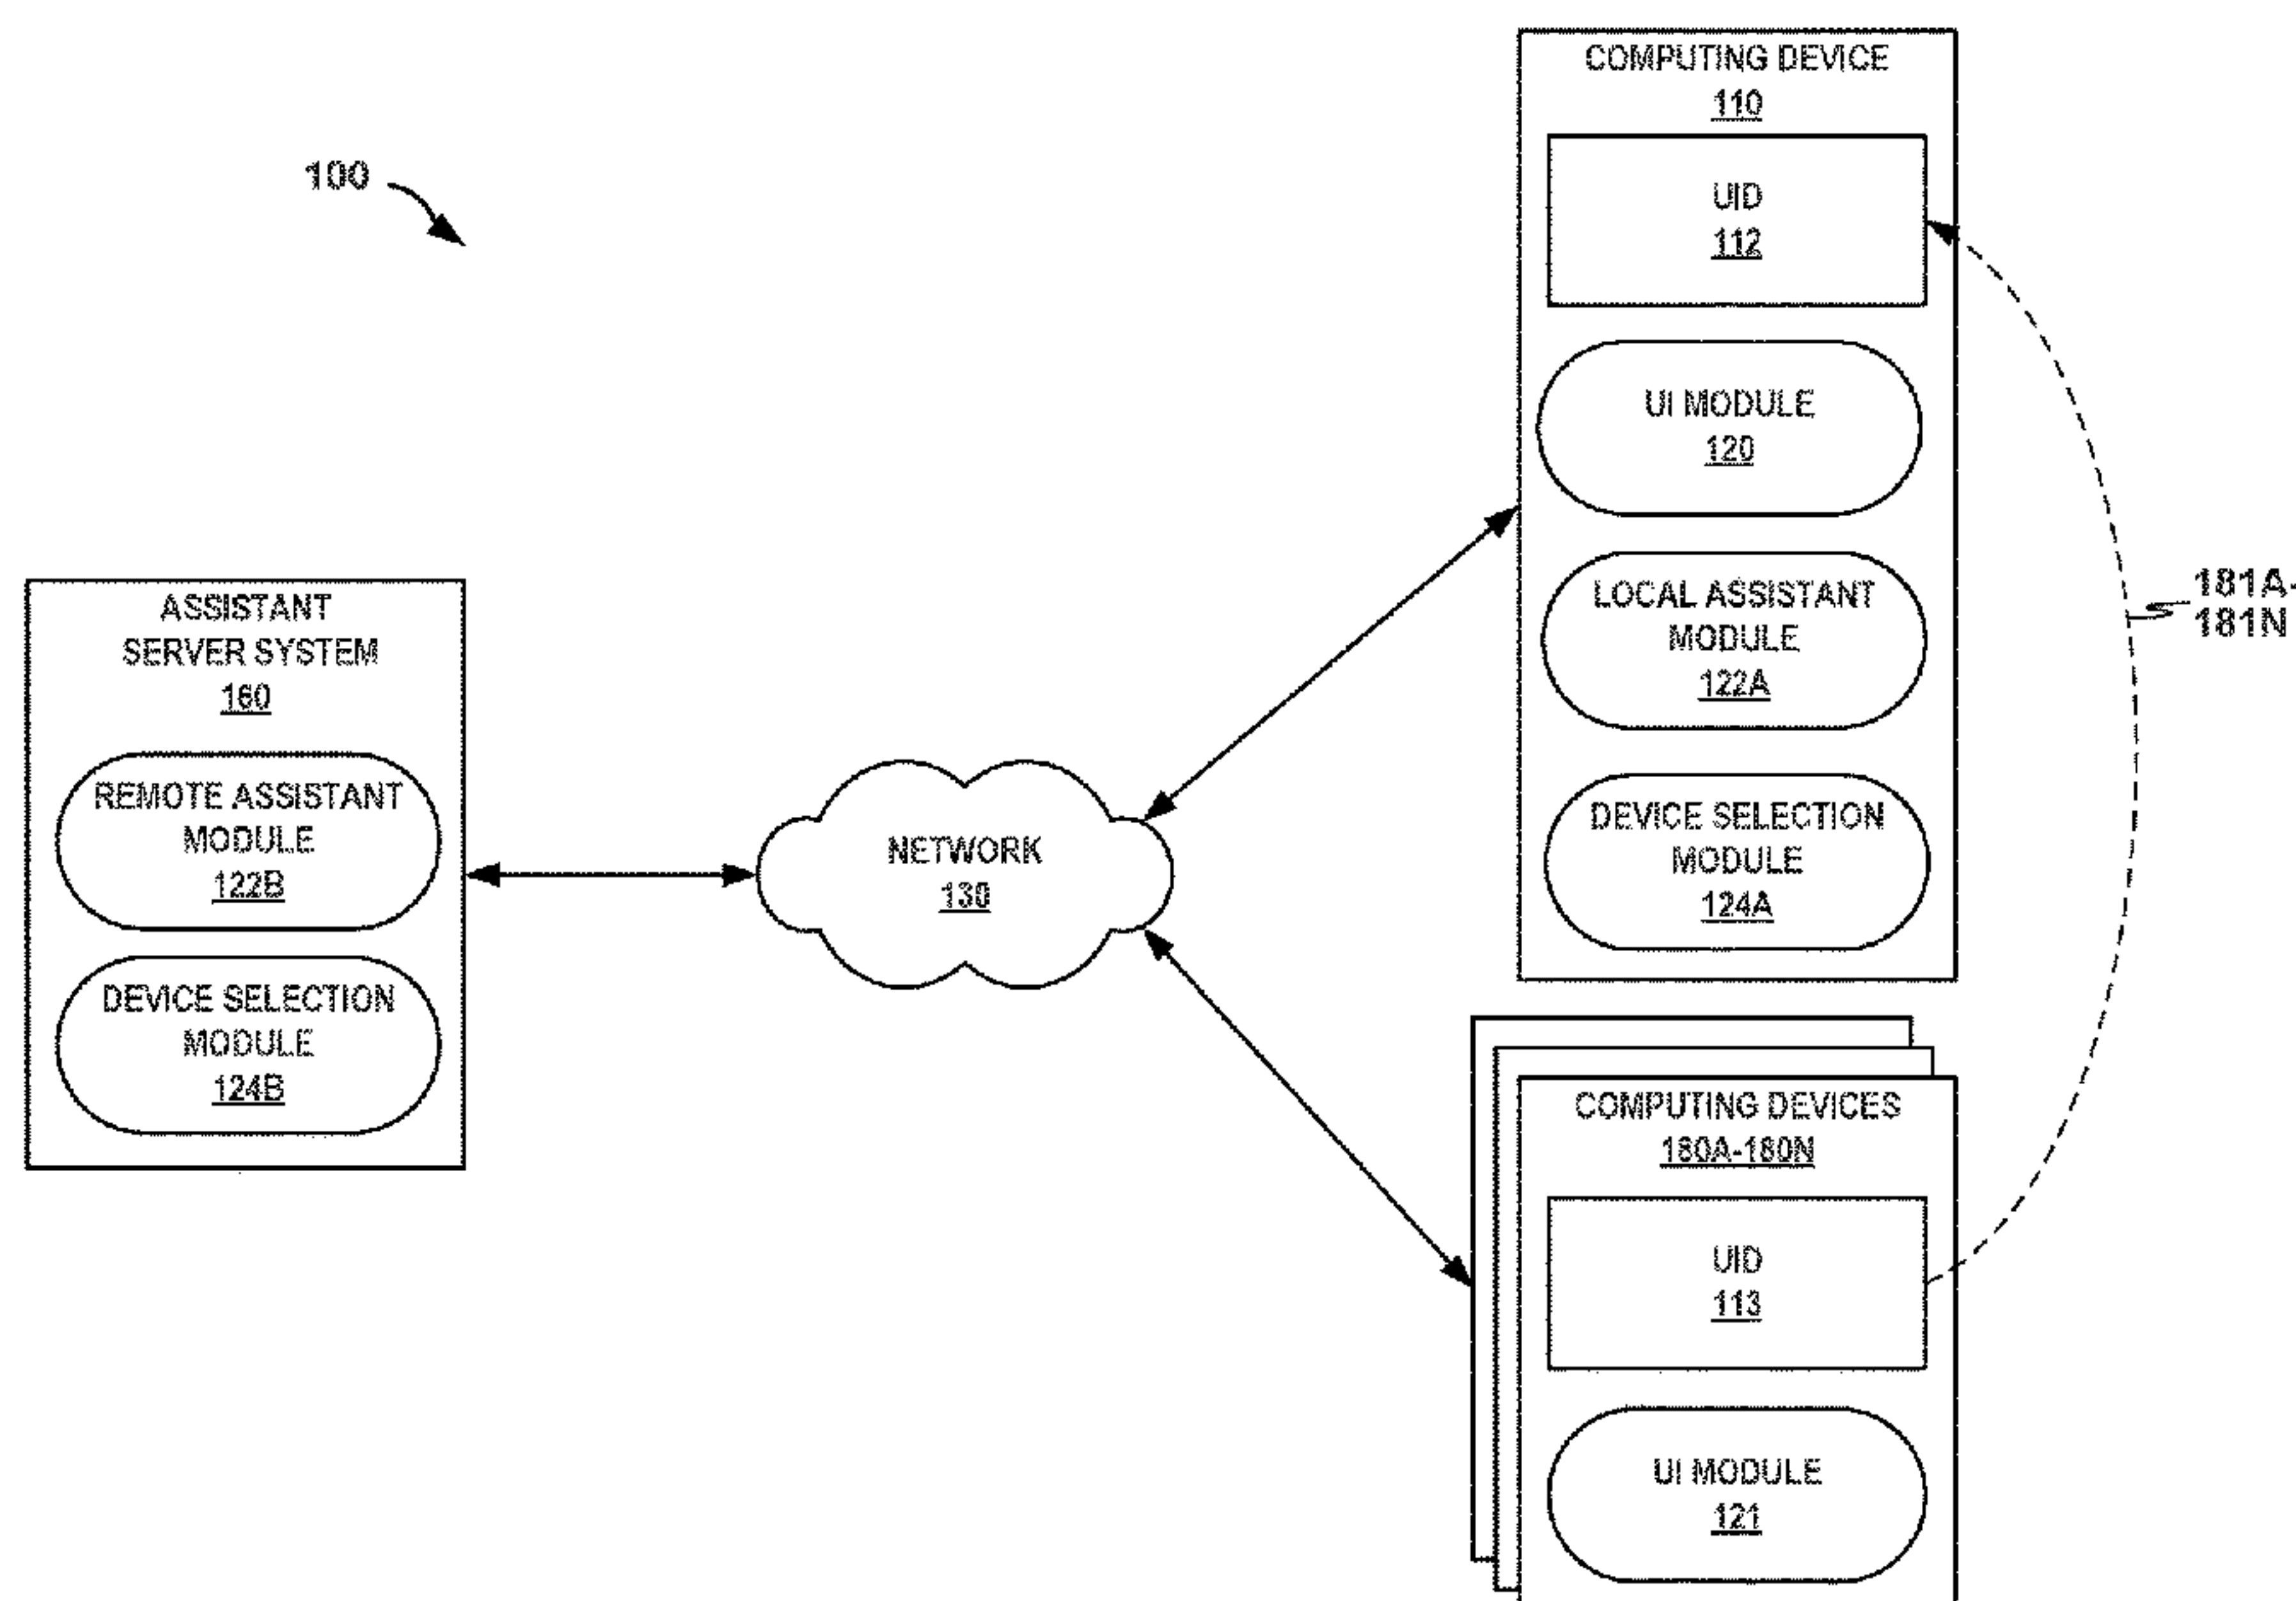 100
COMPUTING DEVICE
110
UID
112
UI MODULE
120
LOCAL ASSISTANT
MODULE
122A
DEVICE SELECTION
MODULE
124A
181A-
181N
ASSISTANT
SERVER SYSTEM
160
REMOTE ASSISTANT
MODULE
122B
DEVICE SELECTION
MODULE
124B
NETWORK
130
COMPUTING DEVICES
180A-180N
UID
113
UI MODULE
121